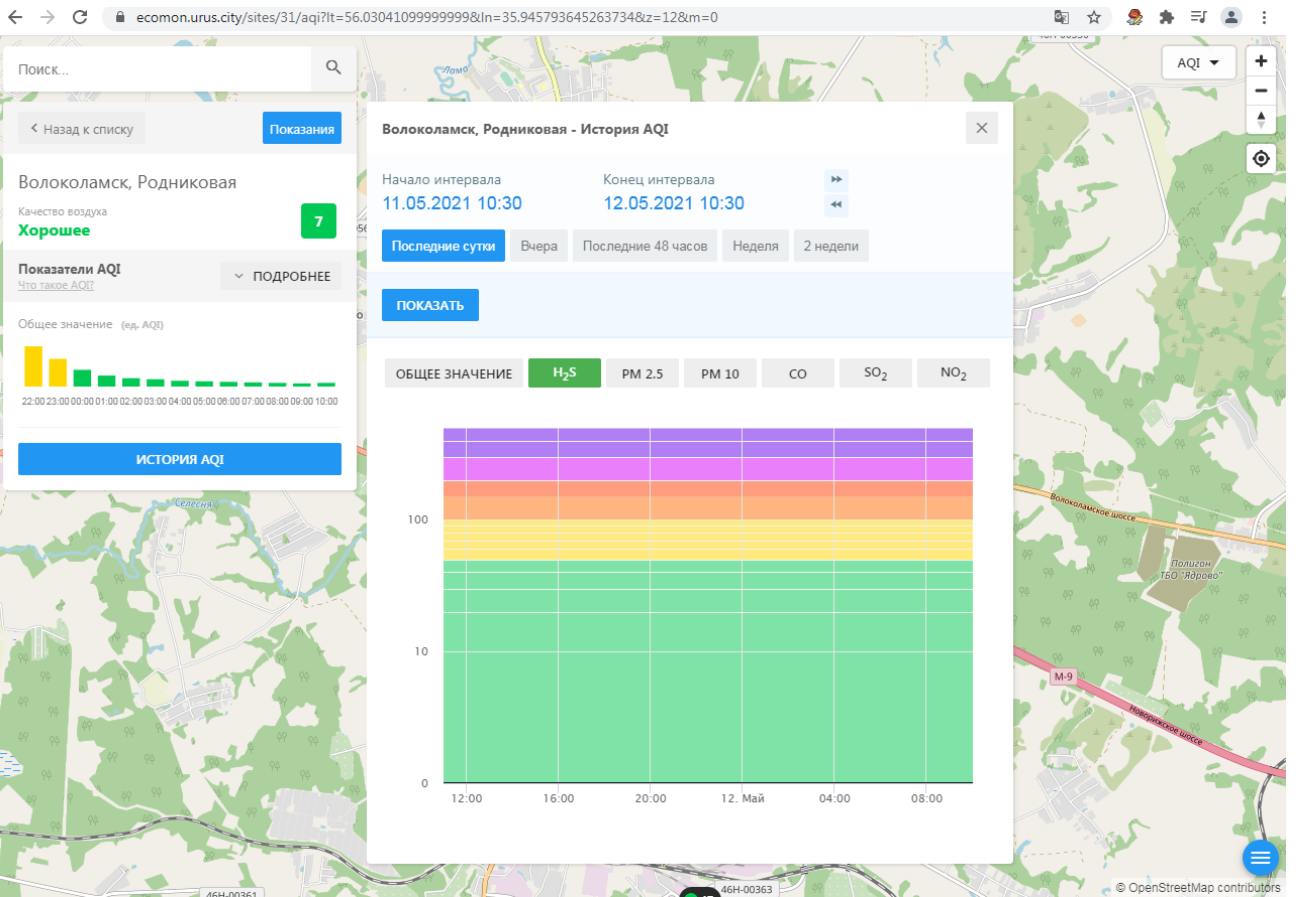 ecomon.urus.city/sites/31/aqi?lt=56.03041099999999&ln=35.945793645263734&z=12&m=0
Поиск...
Ламо
AQI
+
−
Назад к списку
Показания
Волоколамск, Родниковая
Качество воздуха
Хорошее
7
Показатели AQI
Что такое AQI?
ПОДРОБНЕЕ
Общее значение (ед. AQI)
22:00 23:00 00:00 01:00 02:00 03:00 04:00 05:00 06:00 07:00 08:00 09:00 10:00
ИСТОРИЯ AQI
Волоколамск, Родниковая - История AQI
Начало интервала
Конец интервала
11.05.2021 10:30
12.05.2021 10:30
Последние сутки
Вчера
Последние 48 часов
Неделя
2 недели
ПОКАЗАТЬ
ОБЩЕЕ ЗНАЧЕНИЕ
H₂S
PM 2.5
PM 10
CO
SO₂
NO₂
100
10
0
12:00
16:00
20:00
12. Май
04:00
08:00
Селесня
Волоколамское шоссе
Полигон
ТБО "Ядрово"
М-9
Новорижское шоссе
46Н-00361
46Н-00363
© OpenStreetMap contributors